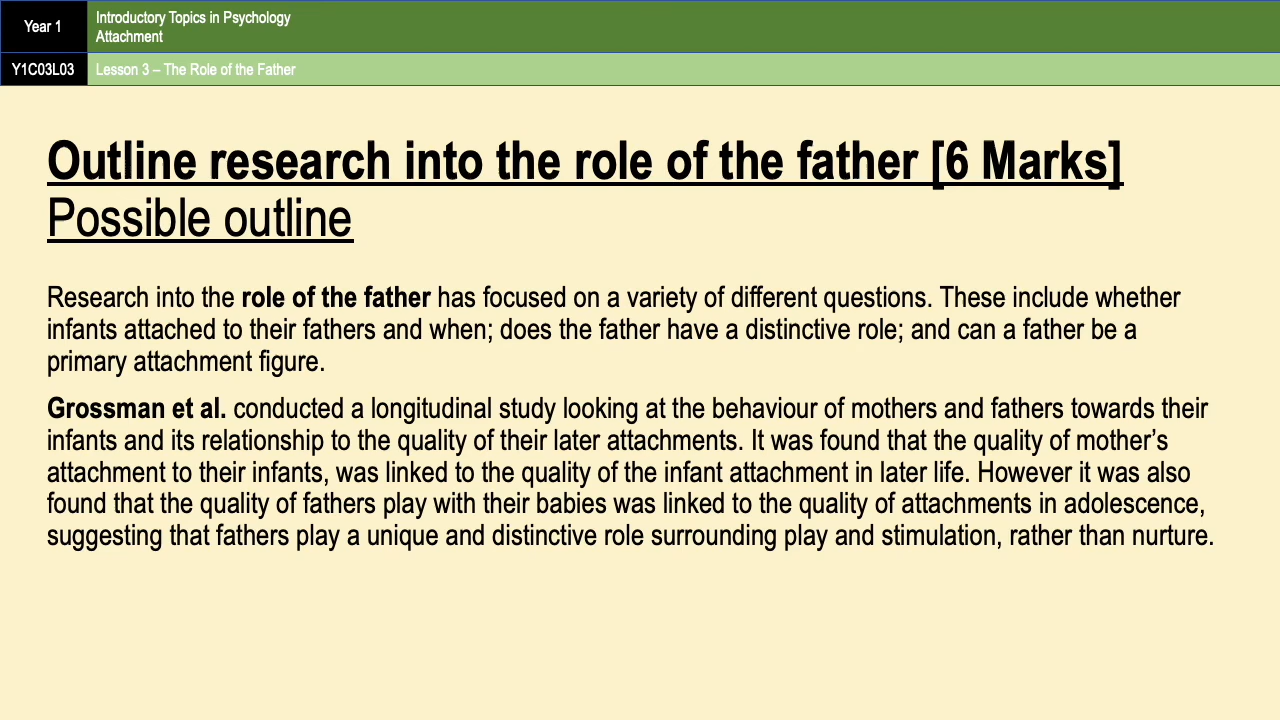 Year 1
Introductory Topics in Psychology
Attachment
Y1C03L03
Lesson 3 – The Role of the Father
Outline research into the role of the father [6 Marks]
Possible outline
Research into the role of the father has focused on a variety of different questions. These include whether
infants attached to their fathers and when; does the father have a distinctive role; and can a father be a
primary attachment figure.
Grossman et al. conducted a longitudinal study looking at the behaviour of mothers and fathers towards their
infants and its relationship to the quality of their later attachments. It was found that the quality of mother’s
attachment to their infants, was linked to the quality of the infant attachment in later life. However it was also
found that the quality of fathers play with their babies was linked to the quality of attachments in adolescence,
suggesting that fathers play a unique and distinctive role surrounding play and stimulation, rather than nurture.